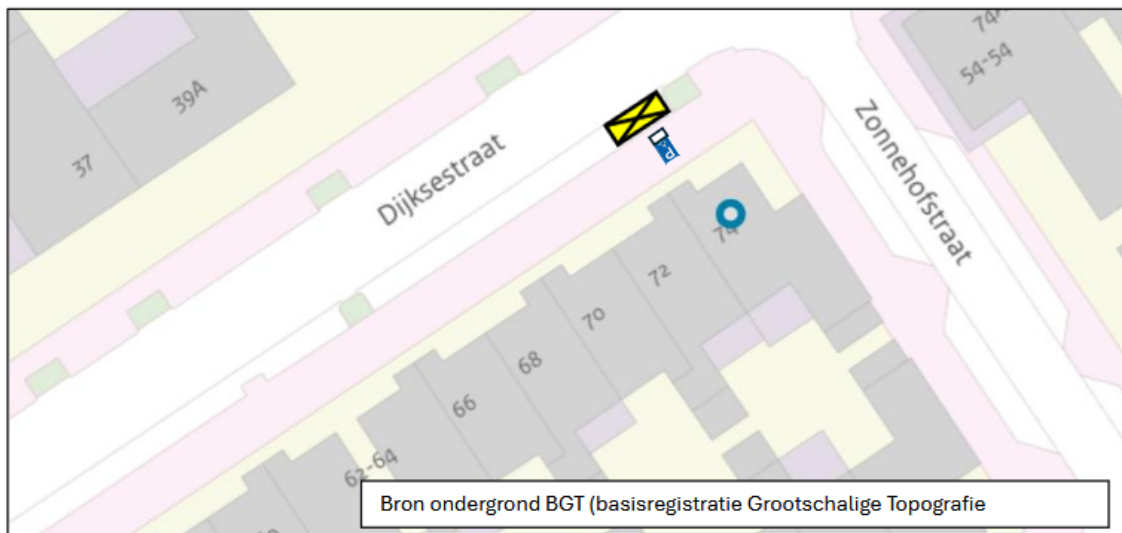 74A
54-54
39A
37
Dijksestraat
Zonnehofstraat
P
74
72
70
68
66
62-64
Bron ondergrond BGT (basisregistratie Grootschalige Topografie